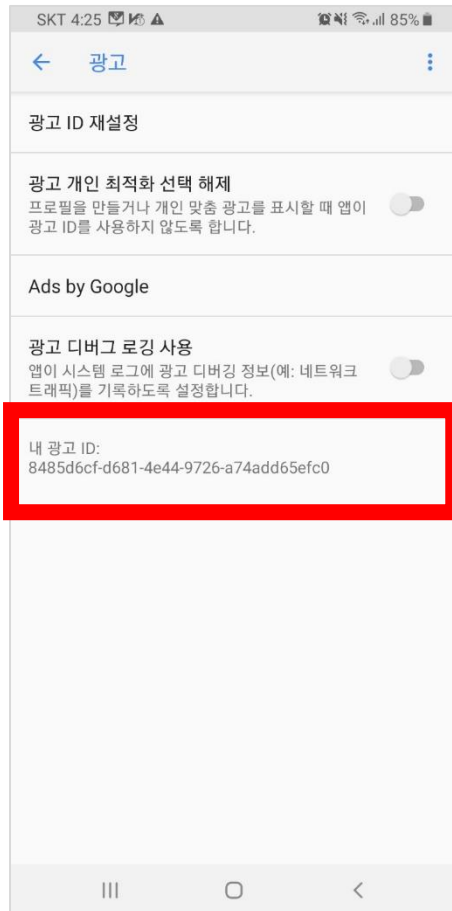 SKT 4:25 85%
광고
광고 ID 재설정
광고 개인 최적화 선택 해제
프로필을 만들거나 개인 맞춤 광고를 표시할 때 앱이
광고 ID를 사용하지 않도록 합니다.
Ads by Google
광고 디버그 로깅 사용
앱이 시스템 로그에 광고 디버깅 정보(예: 네트워크
트래픽)를 기록하도록 설정합니다.
내 광고 ID:
8485d6cf-d681-4e44-9726-a74add65efc0